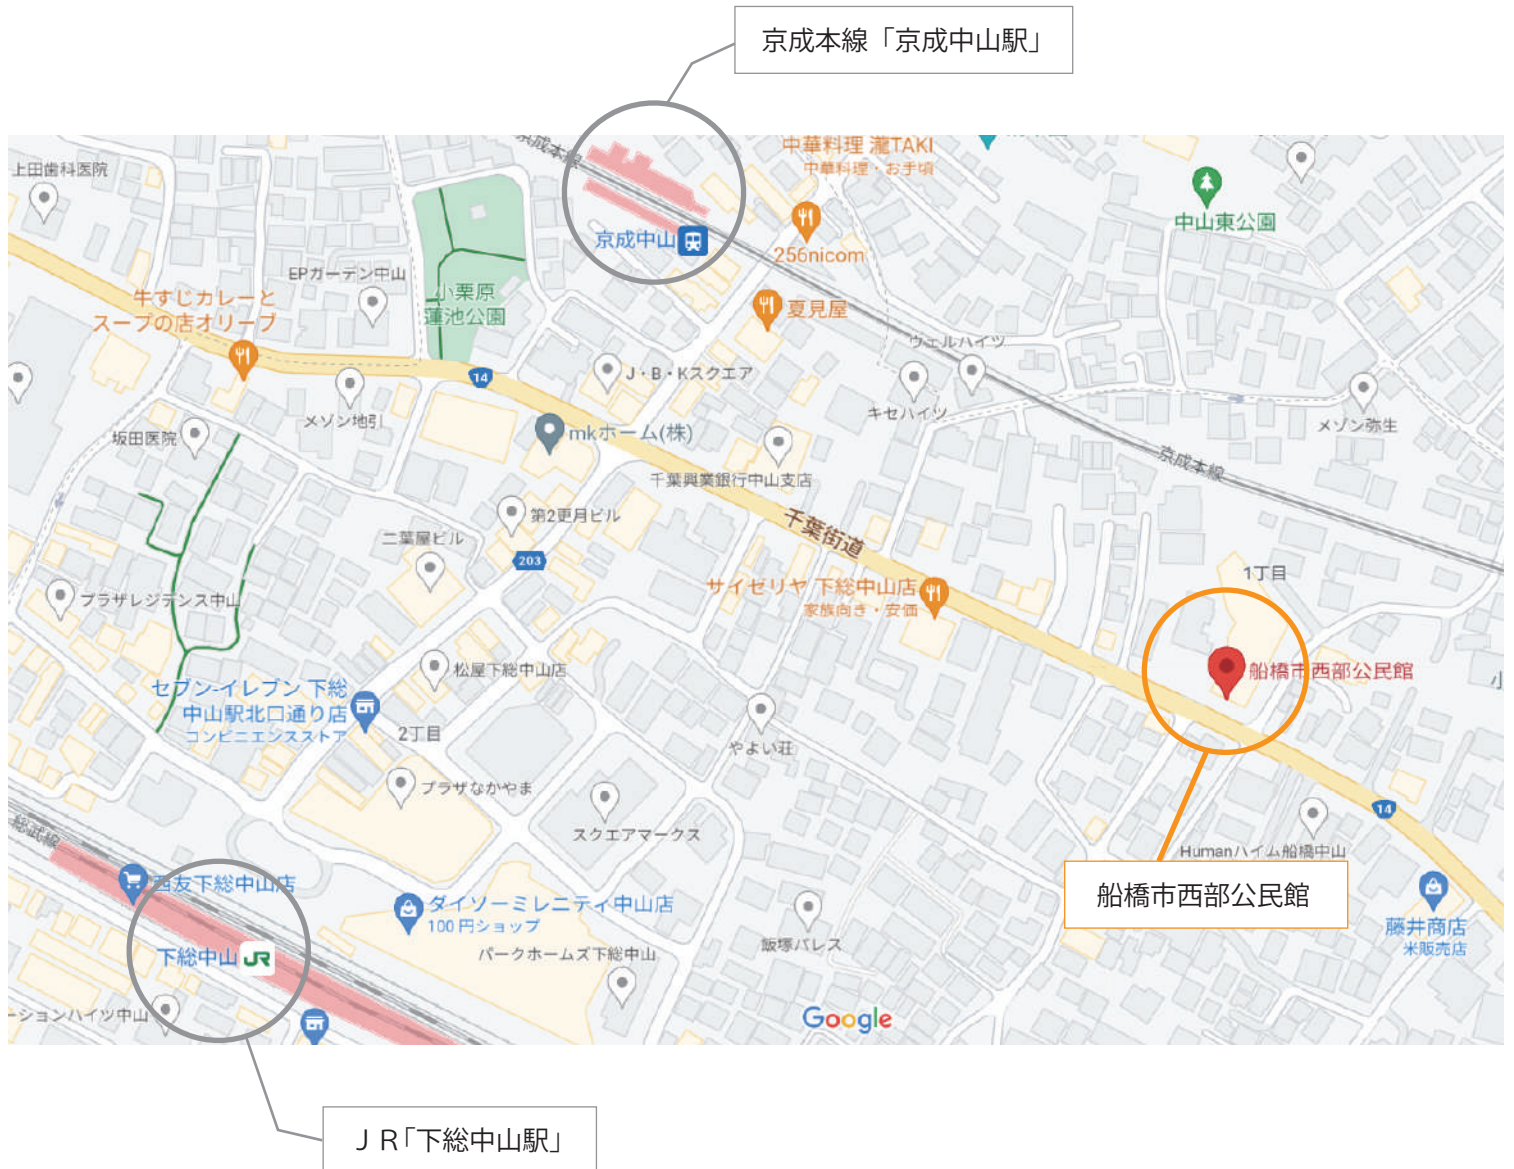 京成本線「京成中山駅」
京成本線
中華料理 瀧TAKI
中華料理・お手頃
上田歯科医院
中山東公園
京成中山
256nicom
EPガーデン中山
小栗原
蓮池公園
牛すじカレーと
スープの店オリーブ
夏見屋
ウェルハイツ
14
J・B・Kスクエア
メゾン地引
キセハイツ
メゾン弥生
坂田医院
mkホーム(株)
京成本線
千葉興業銀行中山支店
第2更月ビル
千葉街道
二葉屋ビル
203
1丁目
サイゼリヤ 下総中山店
家族向き・安価
プラザレジデンス中山
松屋下総中山店
船橋市西部公民館
セブン-イレブン 下総
中山駅北口通り店
コンビニエンスストア
2丁目
やよい荘
プラザなかやま
14
総武線
スクエアマークス
Humanハイム船橋中山
西友下総中山店
船橋市西部公民館
ダイソーミレニティ中山店
100 円ショップ
飯塚パレス
藤井商店
米販売店
下総中山
JR
パークホームズ下総中山
ーションハイツ中山
Google
ＪＲ「下総中山駅」